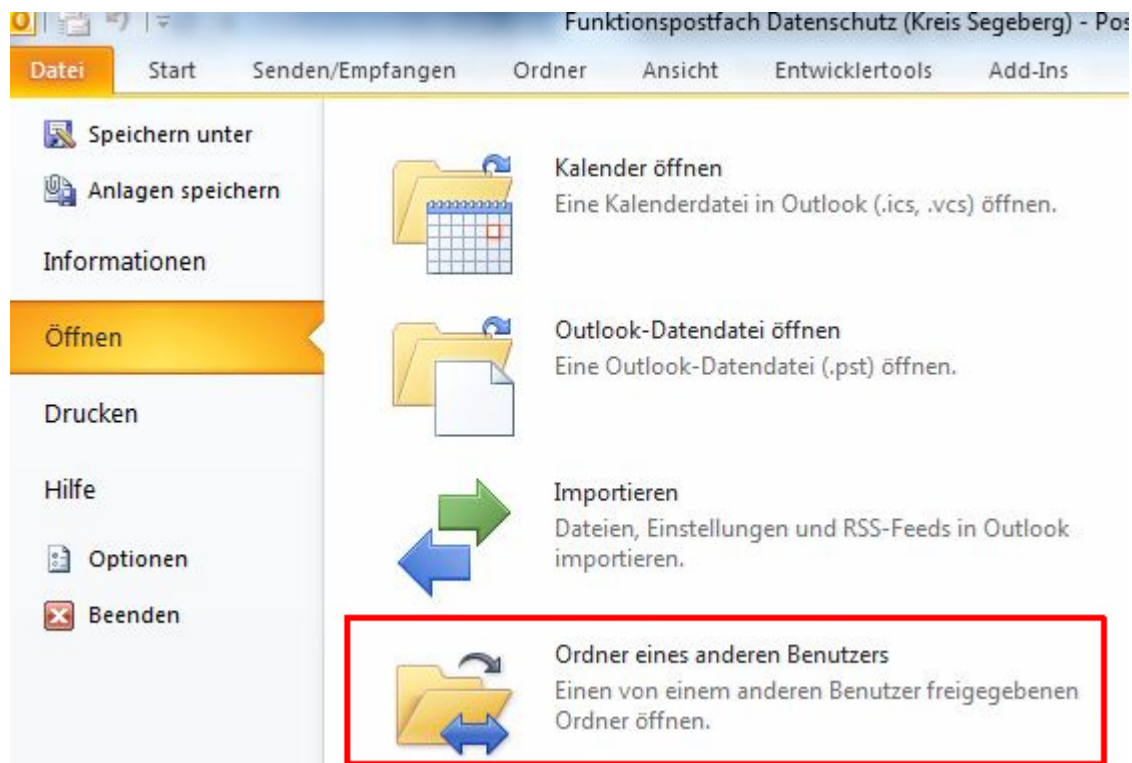 Funktionspostfach Datenschutz (Kreis Segeberg) - Pos
Datei Start Senden/Empfangen Ordner Ansicht Entwicklertools Add-Ins
Speichern unter
Anlagen speichern
Informationen
Öffnen
Drucken
Hilfe
Optionen
Beenden
Kalender öffnen
Eine Kalenderdatei in Outlook (.ics, .vcs) öffnen.
Outlook-Datendatei öffnen
Eine Outlook-Datendatei (.pst) öffnen.
Importieren
Dateien, Einstellungen und RSS-Feeds in Outlook
importieren.
Ordner eines anderen Benutzers
Einen von einem anderen Benutzer freigegebenen
Ordner öffnen.